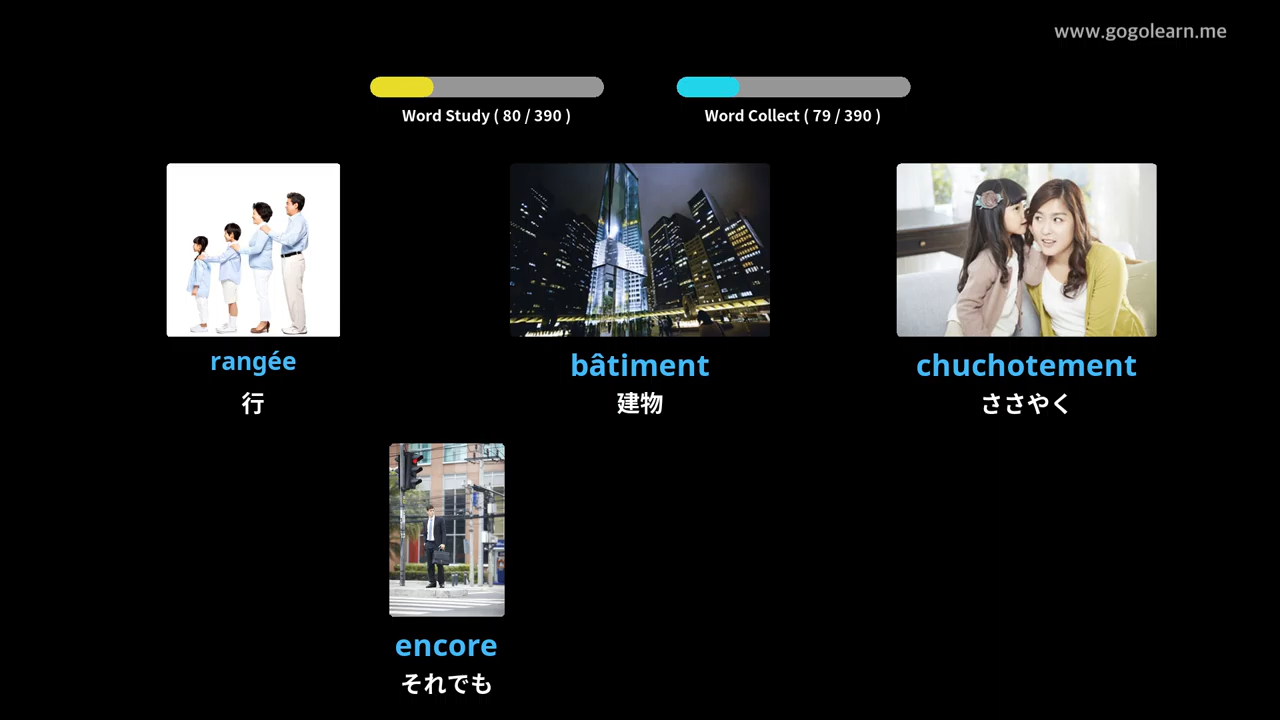 www.gogolearn.me
Word Study ( 80 / 390 )
Word Collect ( 79 / 390 )
rangée
行
bâtiment
建物
chuchotement
ささやく
encore
それでも